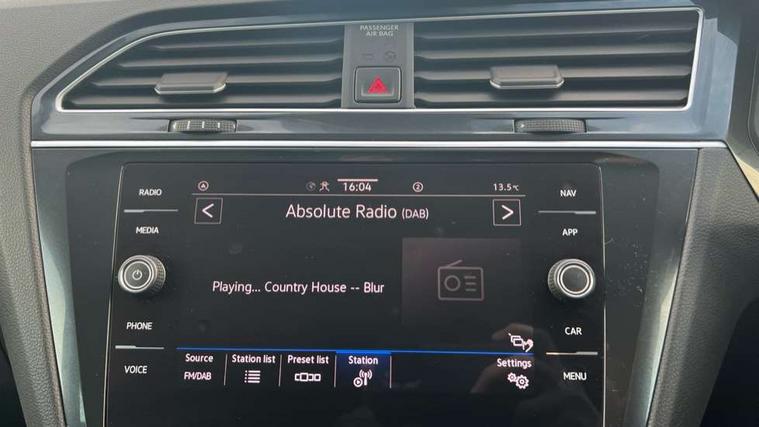 PASSENGER
AIR BAG
RADIO
MEDIA
PHONE
VOICE
16:04
2
13.5°C
Absolute Radio (DAB)
Playing... Country House -- Blur
Source
FM/DAB
Station list
Preset list
Station
Settings
NAV
APP
CAR
MENU